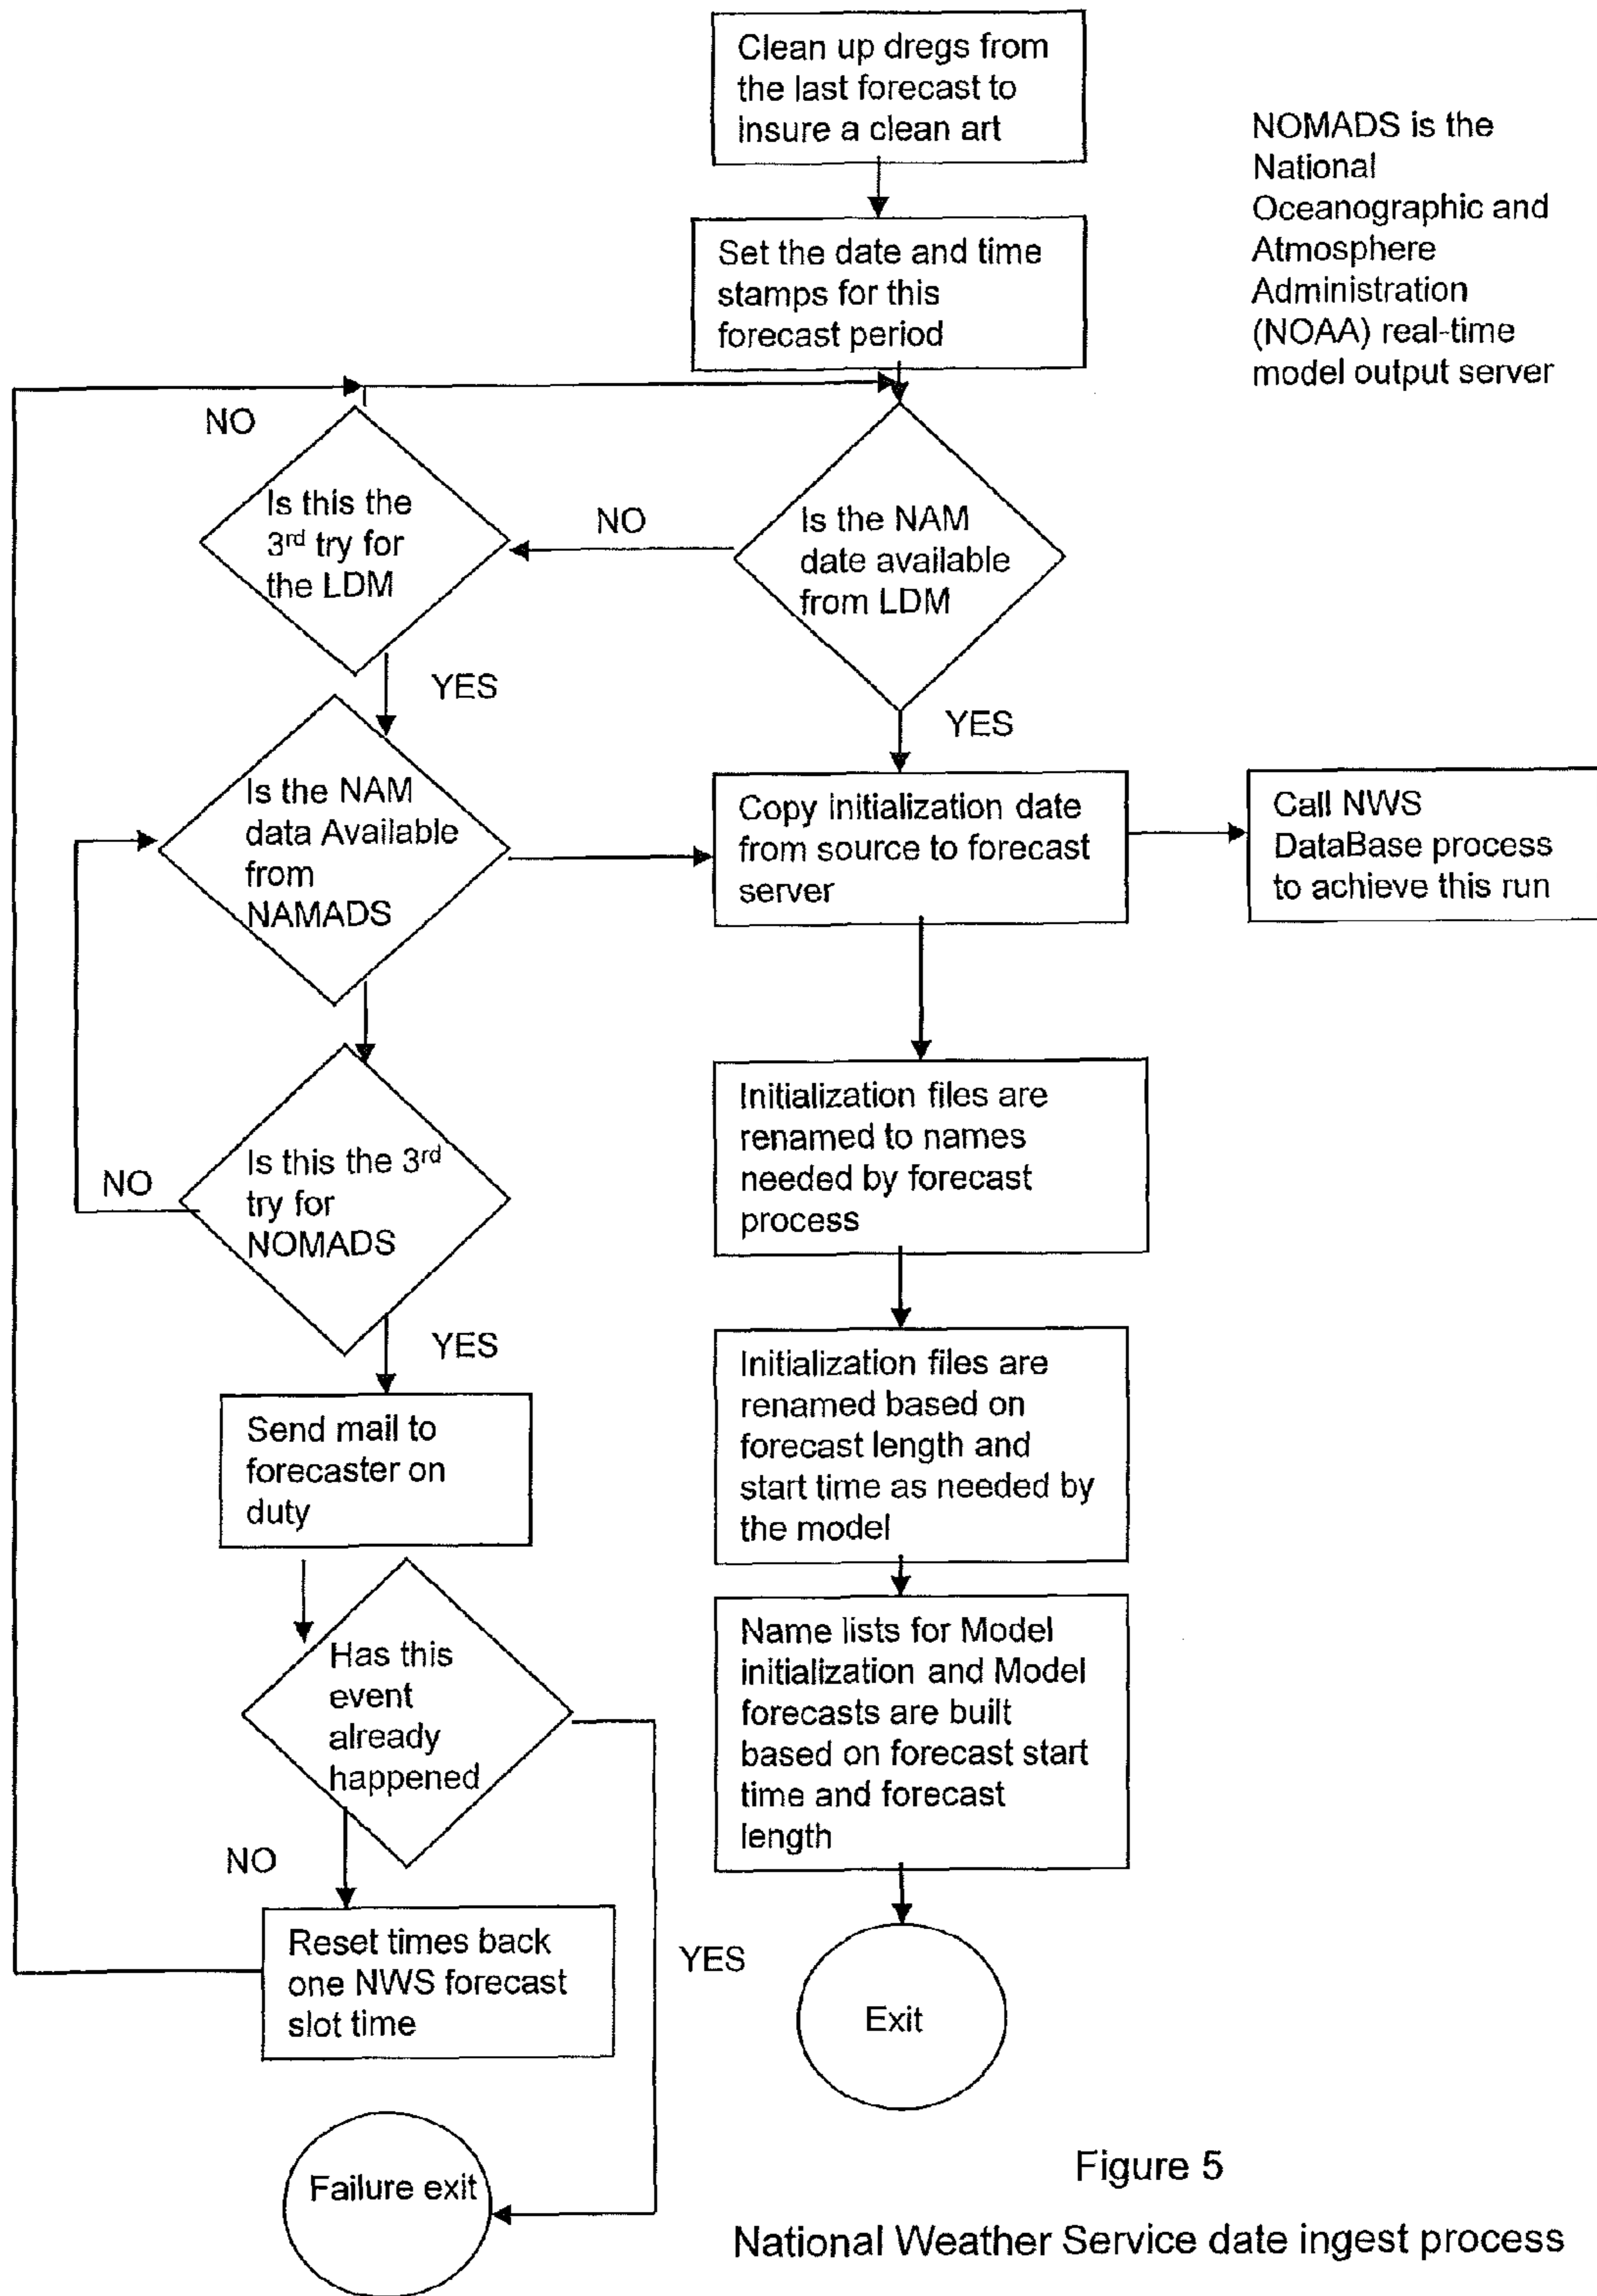 Clean up dregs from
the last forecast to
insure a clean art
NOMADS is the
National
Oceanographic and
Atmosphere
Administration
(NOAA) real-time
model output server
Set the date and time
stamps for this
forecast period
NO
Is this the
3rd try for
the LDM
NO
Is the NAM
date available
from LDM
YES
YES
Is the NAM
data Available
from
NAMADS
Copy initialization date
from source to forecast
server
Call NWS
DataBase process
to achieve this run
Is this the 3rd
try for
NOMADS
NO
Initialization files are
renamed to names
needed by forecast
process
YES
Initialization files are
renamed based on
forecast length and
start time as needed by
the model
Send mail to
forecaster on
duty
Has this
event
already
happened
Name lists for Model
initialization and Model
forecasts are built
based on forecast start
time and forecast
length
NO
YES
Reset times back
one NWS forecast
slot time
Exit
Failure exit
Figure 5
National Weather Service date ingest process